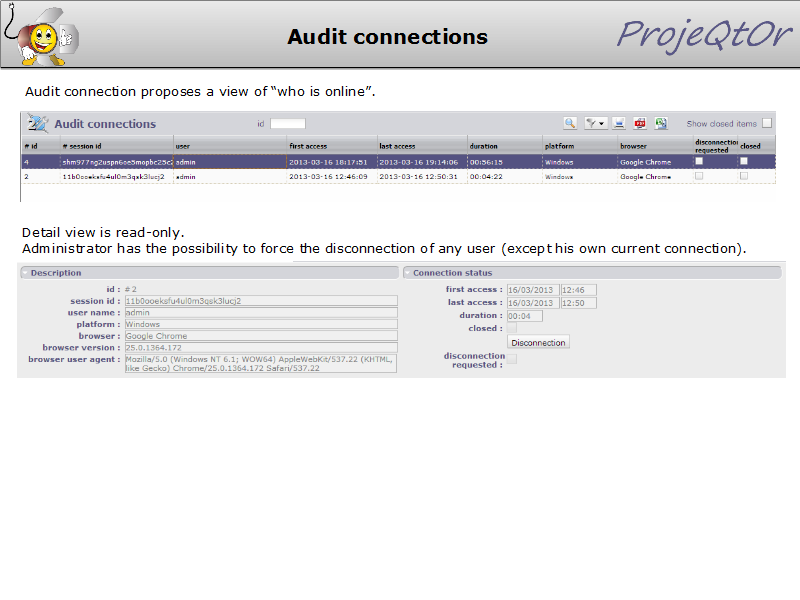 Audit connections
ProjeQtOr
Audit connection proposes a view of “who is online”.
Audit connections id Show closed items
# id # session id user first access last access duration platform browser disconnection requested closed
4 admin 2013-03-16 18:17:51 2013-03-16 19:14:06 00:56:15 Windows Google Chrome
2 11b0ooeksfu4ul0m3qsk3lucj2 admin 2013-03-16 12:46:09 2013-03-16 12:50:31 00:04:22 Windows Google Chrome
Detail view is read-only.
Administrator has the possibility to force the disconnection of any user (except his own current connection).
Description
id : # 2
session id : 11b0ooeksfu4ul0m3qsk3lucj2
user name : admin
platform : Windows
browser : Google Chrome
browser version : 25.0.1364.172
browser user agent : Mozilla/5.0 (Windows NT 6.1; WOW64) AppleWebKit/537.22 (KHTML,
like Gecko) Chrome/25.0.1364.172 Safari/537.22
Connection status
first access : 16/03/2013 12:46
last access : 16/03/2013 12:50
duration : 00:04
closed :
Disconnection
disconnection
requested :